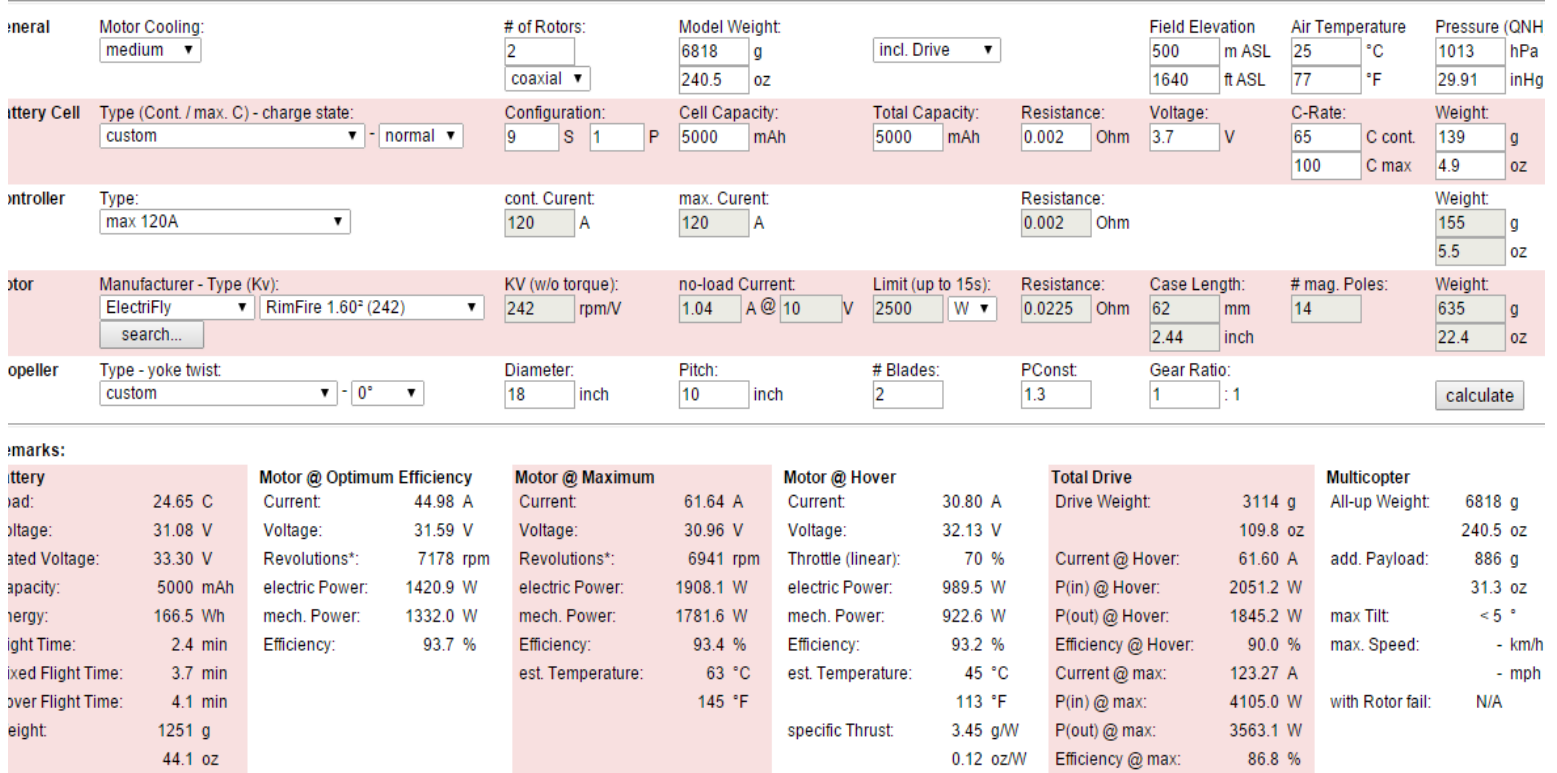 eneral Motor Cooling: # of Rotors: Model Weight: Field Elevation Air Temperature Pressure (QNH
medium 2 6818 g incl. Drive 500 m ASL 25 °C 1013 hPa
coaxial 240.5 oz 1640 ft ASL 77 °F 29.91 inHg
attery Cell Type (Cont. / max. C) - charge state: Configuration: Cell Capacity: Total Capacity: Resistance: Voltage: C-Rate: Weight:
custom - normal 9 S 1 P 5000 mAh 5000 mAh 0.002 Ohm 3.7 V 65 C cont. 139 g
100 C max 4.9 oz
ontroller Type: cont. Curent: max. Curent: Resistance: Weight:
max 120A 120 A 120 A 0.002 Ohm 155 g
5.5 oz
otor Manufacturer - Type (Kv): KV (w/o torque): no-load Current: Limit (up to 15s): Resistance: Case Length: # mag. Poles: Weight:
ElectriFly RimFire 1.60² (242) 242 rpm/V 1.04 A @ 10 V 2500 W 0.0225 Ohm 62 mm 14 635 g
search... 2.44 inch 22.4 oz
opeller Type - yoke twist: Diameter: Pitch: # Blades: PConst: Gear Ratio:
custom - 0° 18 inch 10 inch 2 1.3 1 : 1 calculate
emarks:
attery Motor @ Optimum Efficiency Motor @ Maximum Motor @ Hover Total Drive Multicopter
oad: 24.65 C Current: 44.98 A Current: 61.64 A Current: 30.80 A Drive Weight: 3114 g All-up Weight: 6818 g
oltage: 31.08 V Voltage: 31.59 V Voltage: 30.96 V Voltage: 32.13 V 109.8 oz 240.5 oz
ated Voltage: 33.30 V Revolutions*: 7178 rpm Revolutions*: 6941 rpm Throttle (linear): 70 % Current @ Hover: 61.60 A add. Payload: 886 g
apacity: 5000 mAh electric Power: 1420.9 W electric Power: 1908.1 W electric Power: 989.5 W P(in) @ Hover: 2051.2 W 31.3 oz
nergy: 166.5 Wh mech. Power: 1332.0 W mech. Power: 1781.6 W mech. Power: 922.6 W P(out) @ Hover: 1845.2 W max Tilt: < 5 °
ight Time: 2.4 min Efficiency: 93.7 % Efficiency: 93.4 % Efficiency: 93.2 % Efficiency @ Hover: 90.0 % max. Speed: - km/h
ixed Flight Time: 3.7 min est. Temperature: 63 °C est. Temperature: 45 °C Current @ max: 123.27 A - mph
over Flight Time: 4.1 min 145 °F 113 °F P(in) @ max: 4105.0 W with Rotor fail: N/A
eight: 1251 g specific Thrust: 3.45 g/W P(out) @ max: 3563.1 W
44.1 oz 0.12 oz/W Efficiency @ max: 86.8 %